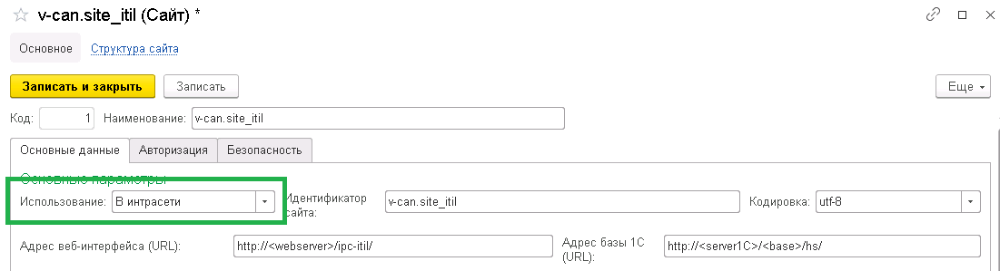 v-can.site_itil (Сайт) *
Основное Структура сайта
Записать и закрыть Записать Еще
Код: 1 Наименование: v-can.site_itil
Основные данные Авторизация Безопасность
Основные параметры
Использование: В интрасети Идентификатор сайта: v-can.site_itil Кодировка: utf-8
Адрес веб-интерфейса (URL): http://<webserver>/ipc-itil/ Адрес базы 1С (URL): http://<server1C>/<base>/hs/